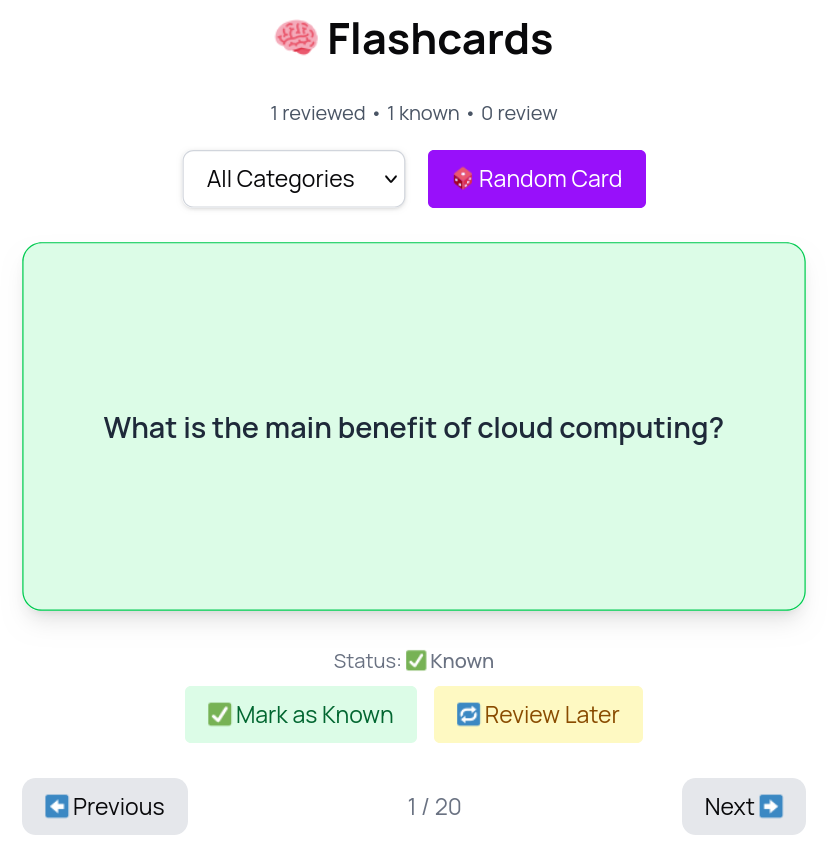 🧠 Flashcards
1 reviewed • 1 known • 0 review
All Categories
🎲 Random Card
What is the main benefit of cloud computing?
Status: ✅ Known
✅ Mark as Known
🔁 Review Later
⬅️ Previous
1 / 20
Next ➡️